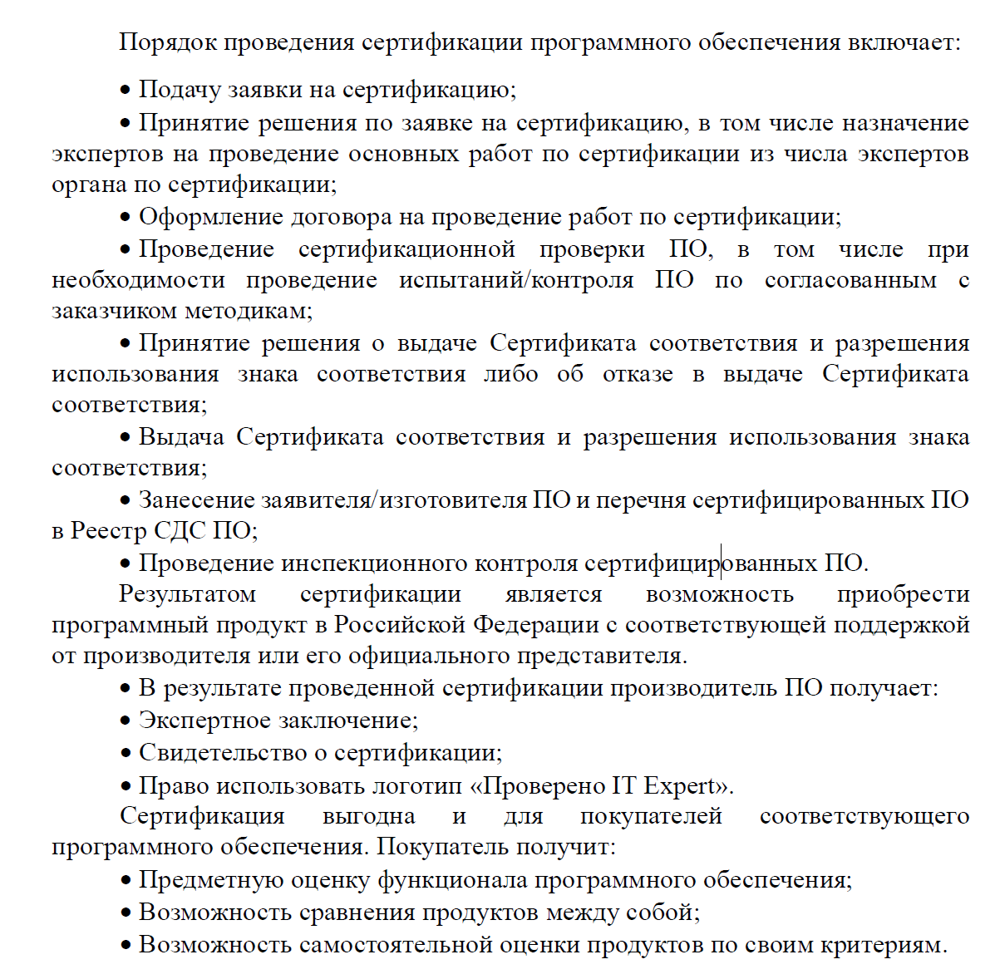 Порядок проведения сертификации программного обеспечения включает:
• Подачу заявки на сертификацию;
• Принятие решения по заявке на сертификацию, в том числе назначение
экспертов на проведение основных работ по сертификации из числа экспертов
органа по сертификации;
• Оформление договора на проведение работ по сертификации;
• Проведение сертификационной проверки ПО, в том числе при
необходимости проведение испытаний/контроля ПО по согласованным с
заказчиком методикам;
• Принятие решения о выдаче Сертификата соответствия и разрешения
использования знака соответствия либо об отказе в выдаче Сертификата
соответствия;
• Выдача Сертификата соответствия и разрешения использования знака
соответствия;
• Занесение заявителя/изготовителя ПО и перечня сертифицированных ПО
в Реестр СДС ПО;
• Проведение инспекционного контроля сертифицированных ПО.
Результатом сертификации является возможность приобрести
программный продукт в Российской Федерации с соответствующей поддержкой
от производителя или его официального представителя.
• В результате проведенной сертификации производитель ПО получает:
• Экспертное заключение;
• Свидетельство о сертификации;
• Право использовать логотип «Проверено IT Expert».
Сертификация выгодна и для покупателей соответствующего
программного обеспечения. Покупатель получит:
• Предметную оценку функционала программного обеспечения;
• Возможность сравнения продуктов между собой;
• Возможность самостоятельной оценки продуктов по своим критериям.